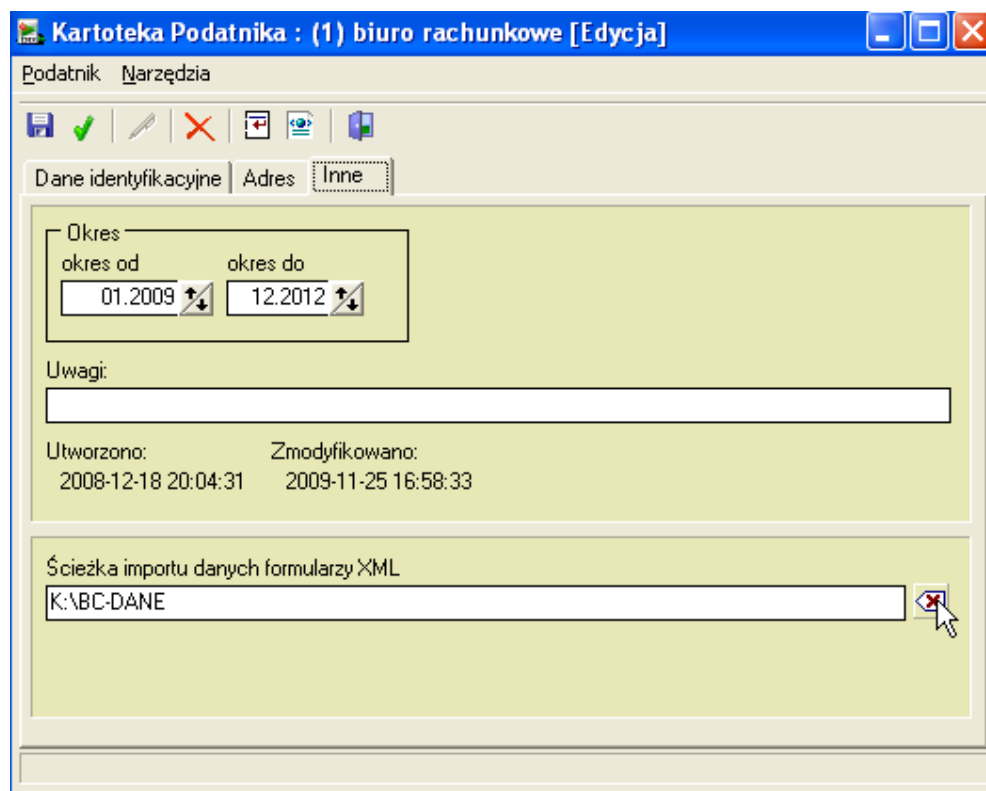 Kartoteka Podatnika : (1) biuro rachunkowe [Edycja]
Podatnik Narzędzia
Dane identyfikacyjne Adres Inne
Okres
okres od okres do
01.2009 12.2012
Uwagi:
Utworzono: Zmodyfikowano:
2008-12-18 20:04:31 2009-11-25 16:58:33
Ścieżka importu danych formularzy XML
K:\BC-DANE